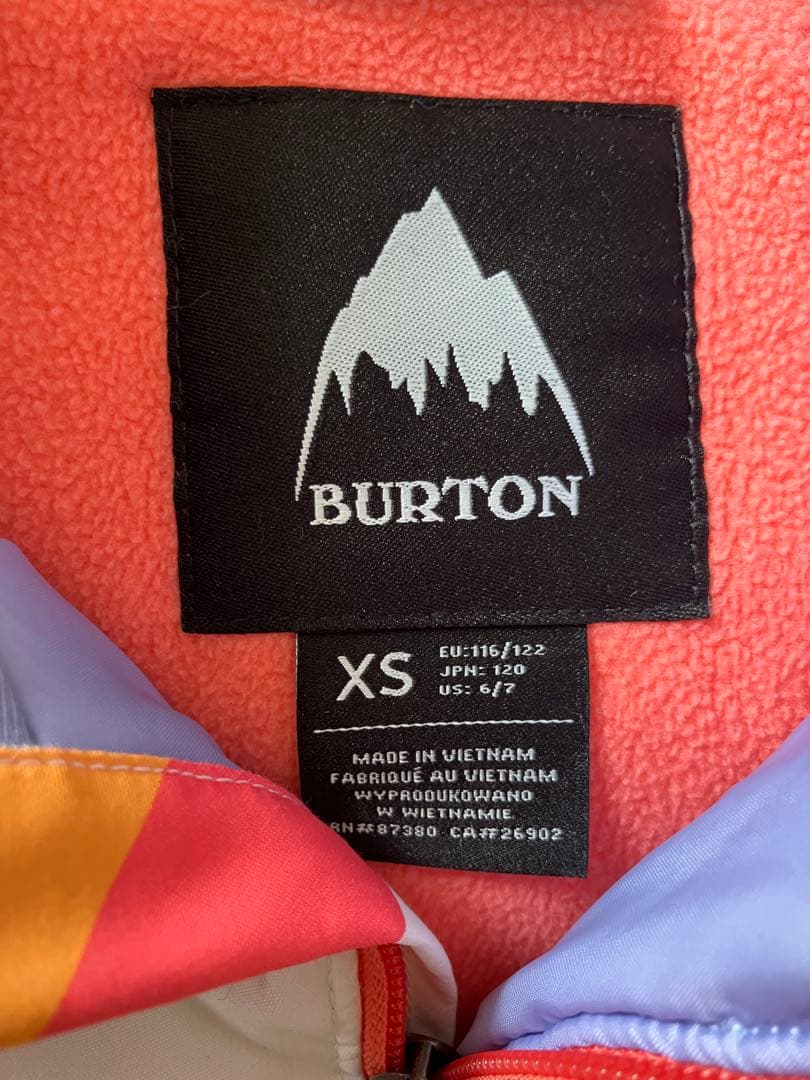 BURTON
XS
EU:116/122
JPN: 120
US: 6/7
MADE IN VIETNAM
FABRIQUÉ AU VIETNAM
WYPRODUKOWANO
W WIETNAMIE
RN#87380 CA#26902